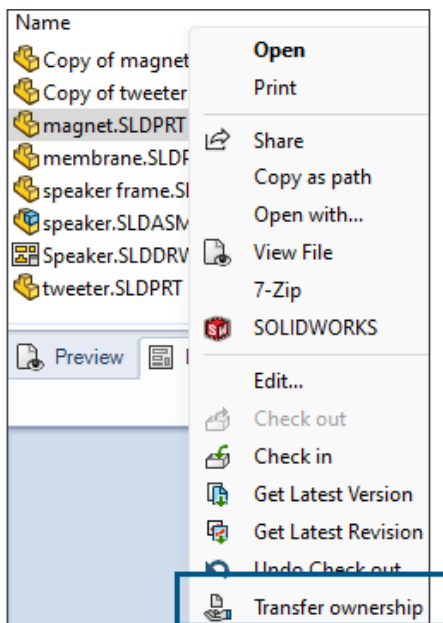 Name
Copy of magnet
Copy of tweeter
magnet.SLDPRT
membrane.SLDP
speaker frame.Sl
speaker.SLDASM
Speaker.SLDDRV
tweeter.SLDPRT
Preview
Open
Print
Share
Copy as path
Open with...
View File
7-Zip
SOLIDWORKS
Edit...
Check out
Check in
Get Latest Version
Get Latest Revision
Undo Check out
Transfer ownership